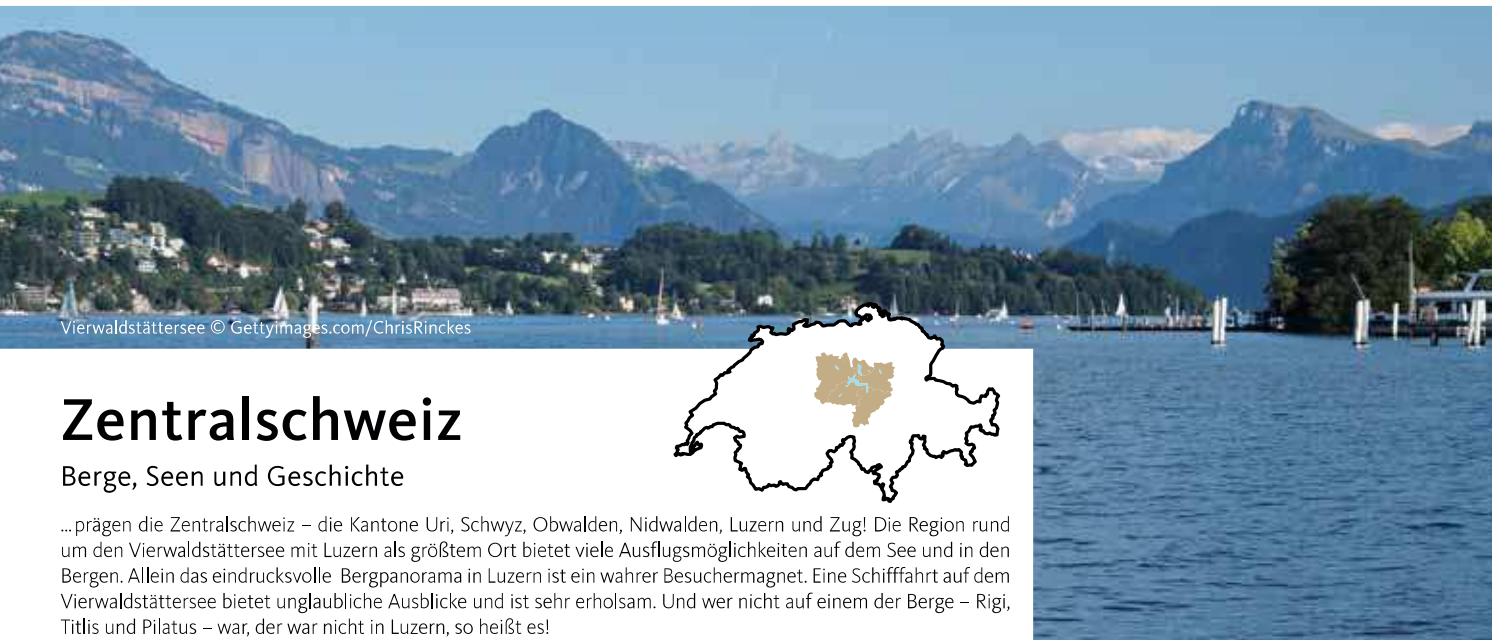 Vierwaldstättersee © Gettyimages.com/ChrisRinckes
Zentralschweiz
Berge, Seen und Geschichte
...prägen die Zentralschweiz – die Kantone Uri, Schwyz, Obwalden, Nidwalden, Luzern und Zug! Die Region rund
um den Vierwaldstättersee mit Luzern als größtem Ort bietet viele Ausflugsmöglichkeiten auf dem See und in den
Bergen. Allein das eindrucksvolle Bergpanorama in Luzern ist ein wahrer Besuchermagnet. Eine Schifffahrt auf dem
Vierwaldstättersee bietet unglaubliche Ausblicke und ist sehr erholsam. Und wer nicht auf einem der Berge – Rigi,
Titlis und Pilatus – war, der war nicht in Luzern, so heißt es!